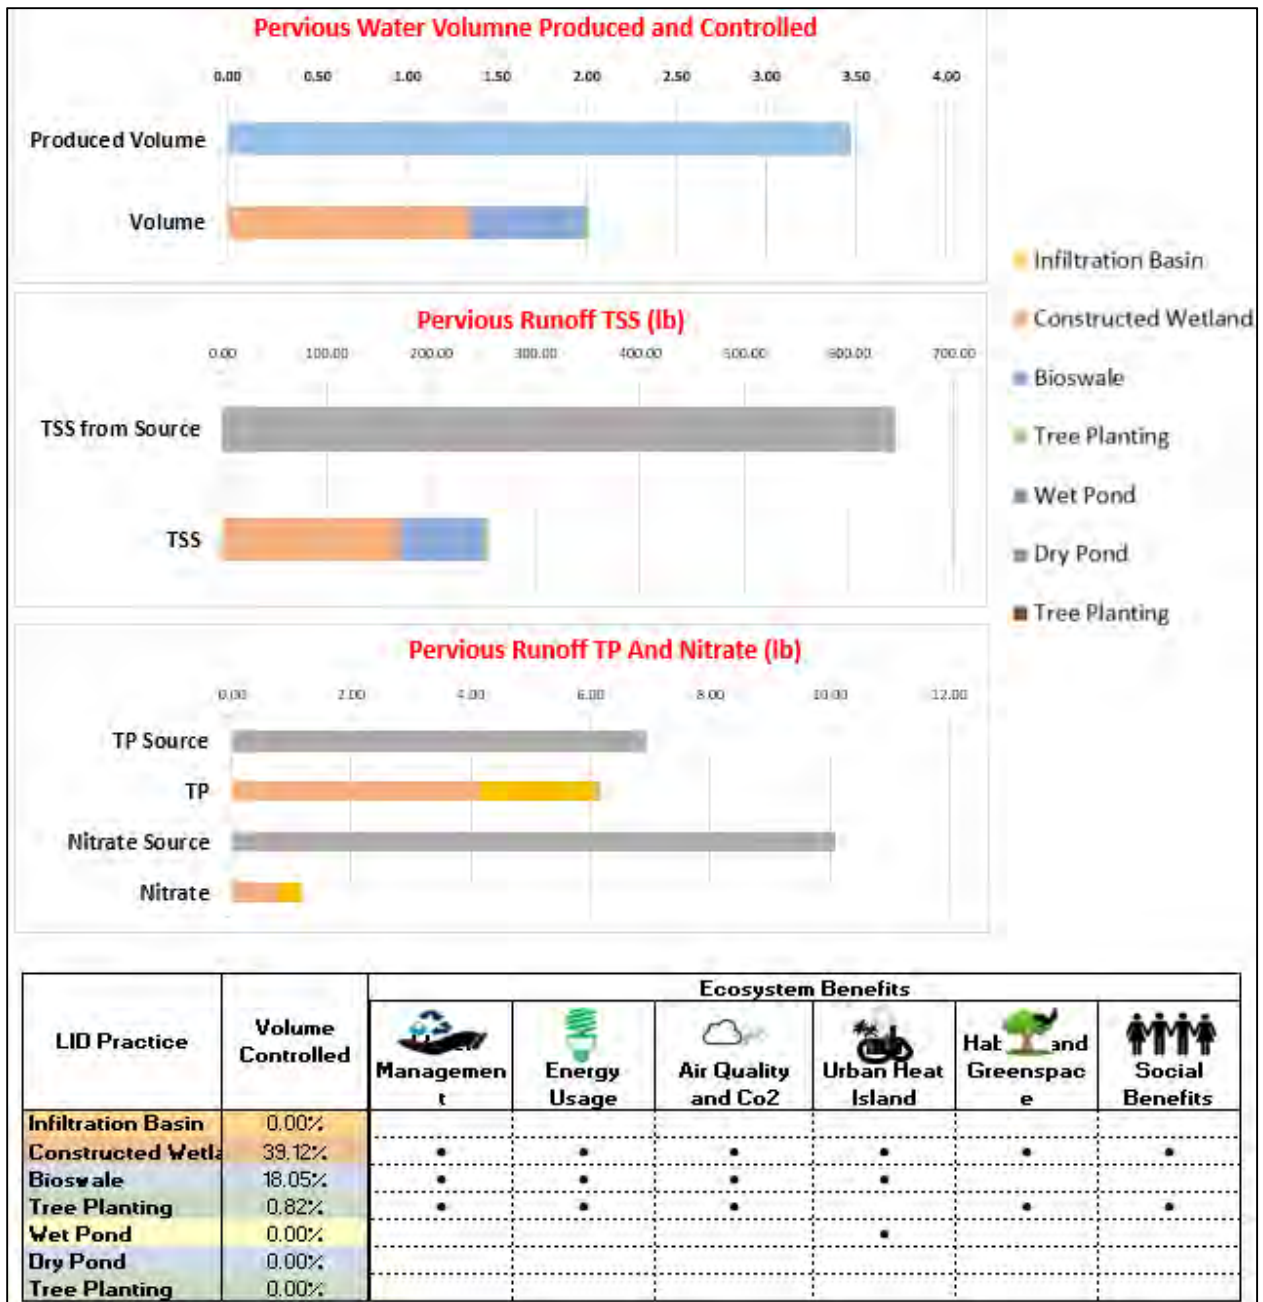 Pervious Water Volumne Produced and Controlled
0.00 0.50 1.00 1.50 2.00 2.50 3.00 3.50 4.00
Produced Volume
Volume
Pervious Runoff TSS (lb)
0.00 100.00 200.00 300.00 400.00 500.00 600.00 700.00
TSS from Source
TSS
Infiltration Basin
Constructed Wetland
Bioswale
Tree Planting
Wet Pond
Dry Pond
Tree Planting
Pervious Runoff TP And Nitrate (lb)
0.00 2.00 4.00 6.00 8.00 10.00 12.00
TP Source
TP
Nitrate Source
Nitrate
LID Practice
Volume
Controlled
Ecosystem Benefits
Managemen
t
Energy
Usage
Air Quality
and Co2
Urban Heat
Island
Hab and
Greenspac
e
Social
Benefits
Infiltration Basin 0.00%
Constructed Wetla 39.12% • • • • • •
Bioswale 18.05% • • • •
Tree Planting 0.82% • • • • •
Wet Pond 0.00% •
Dry Pond 0.00%
Tree Planting 0.00%